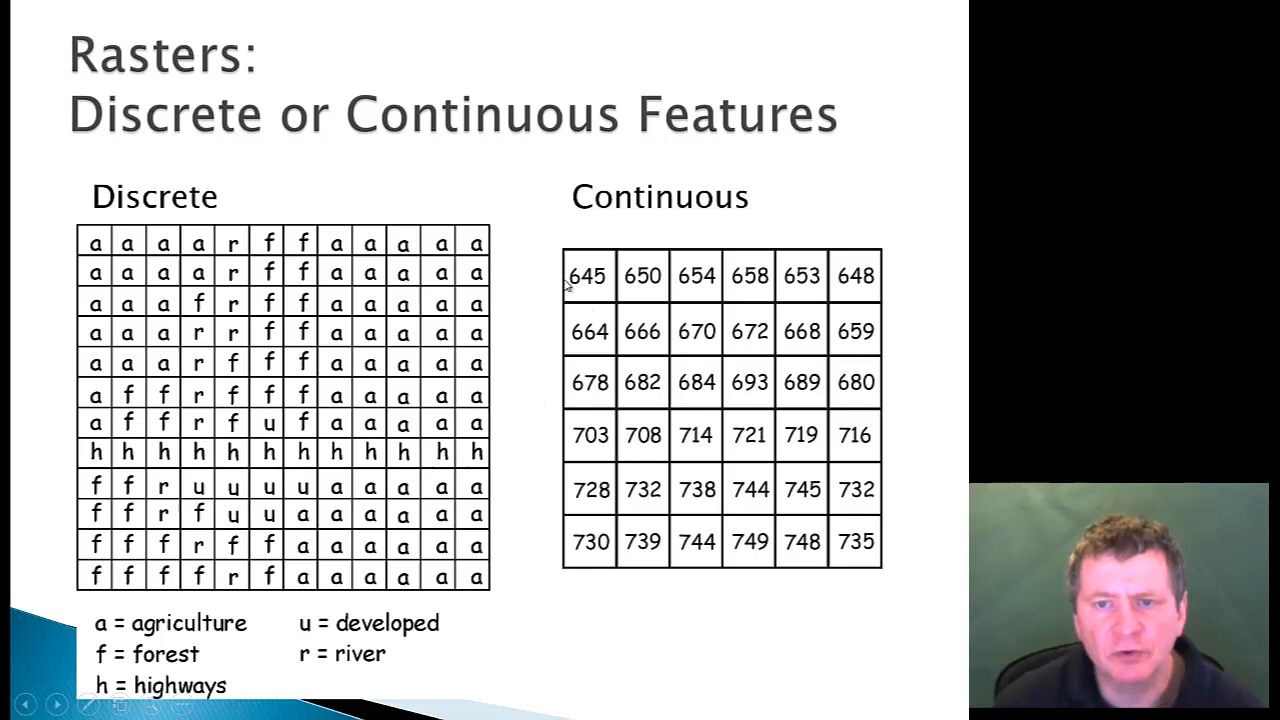 Rasters:
Discrete or Continuous Features
Discrete
a a a a r f f a a a a a
a a a a r f f a a a a a
a a a f r f f a a a a a
a a a r r f f a a a a a
a a a r f f f a a a a a
a f f r f f f a a a a a
a f f r f u f a a a a a
h h h h h h h h h h h h
f f r u u u u a a a a a
f f r f u u a a a a a a
f f f r f f a a a a a a
f f f f r f a a a a a a
a = agriculture
f = forest
h = highways
u = developed
r = river
Continuous
645 650 654 658 653 648
664 666 670 672 668 659
678 682 684 693 689 680
703 708 714 721 719 716
728 732 738 744 745 732
730 739 744 749 748 735